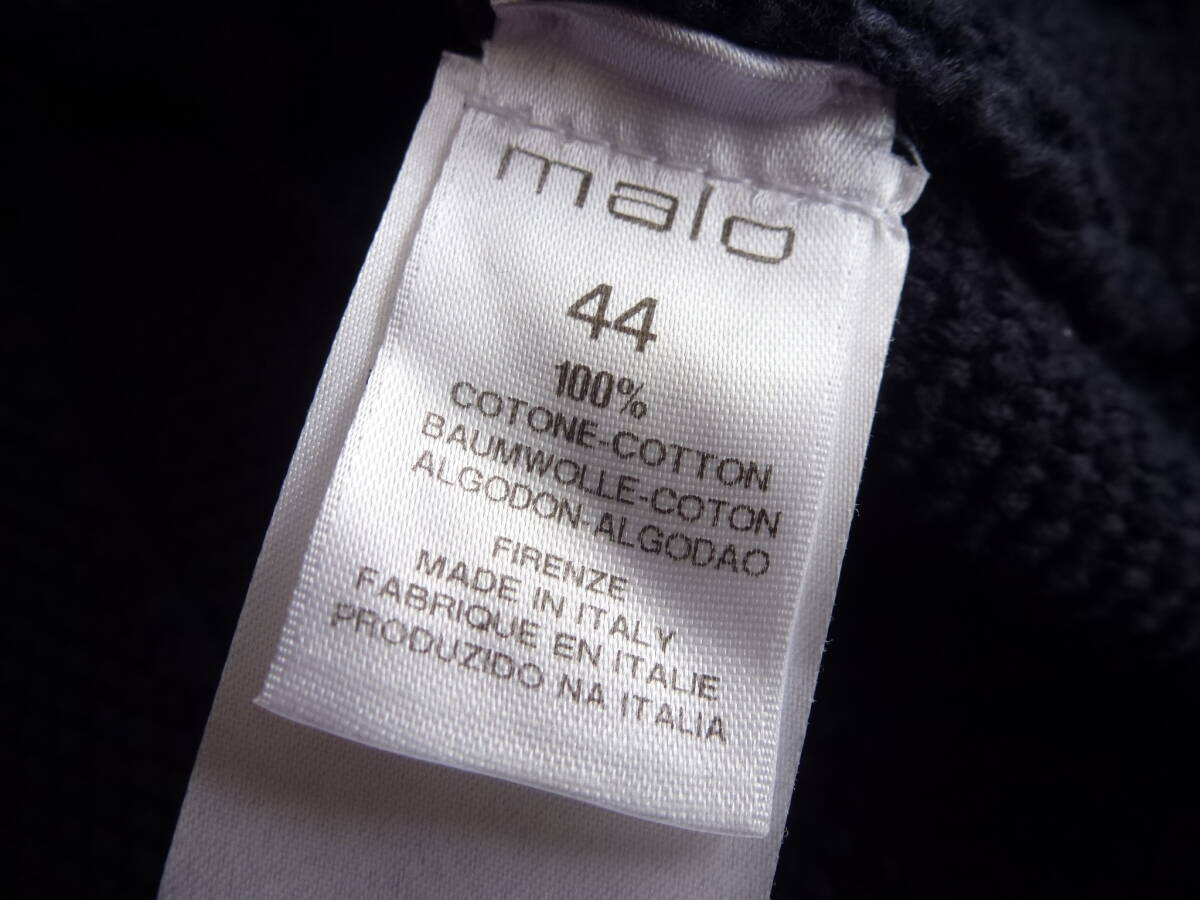 malo
44
100%
COTONE-COTTON
BAUMWOLLE-COTON
ALGODON-ALGODAO
FIRENZE
MADE IN ITALY
FABRIQUE EN ITALIE
PRODUZIDO NA ITALIA